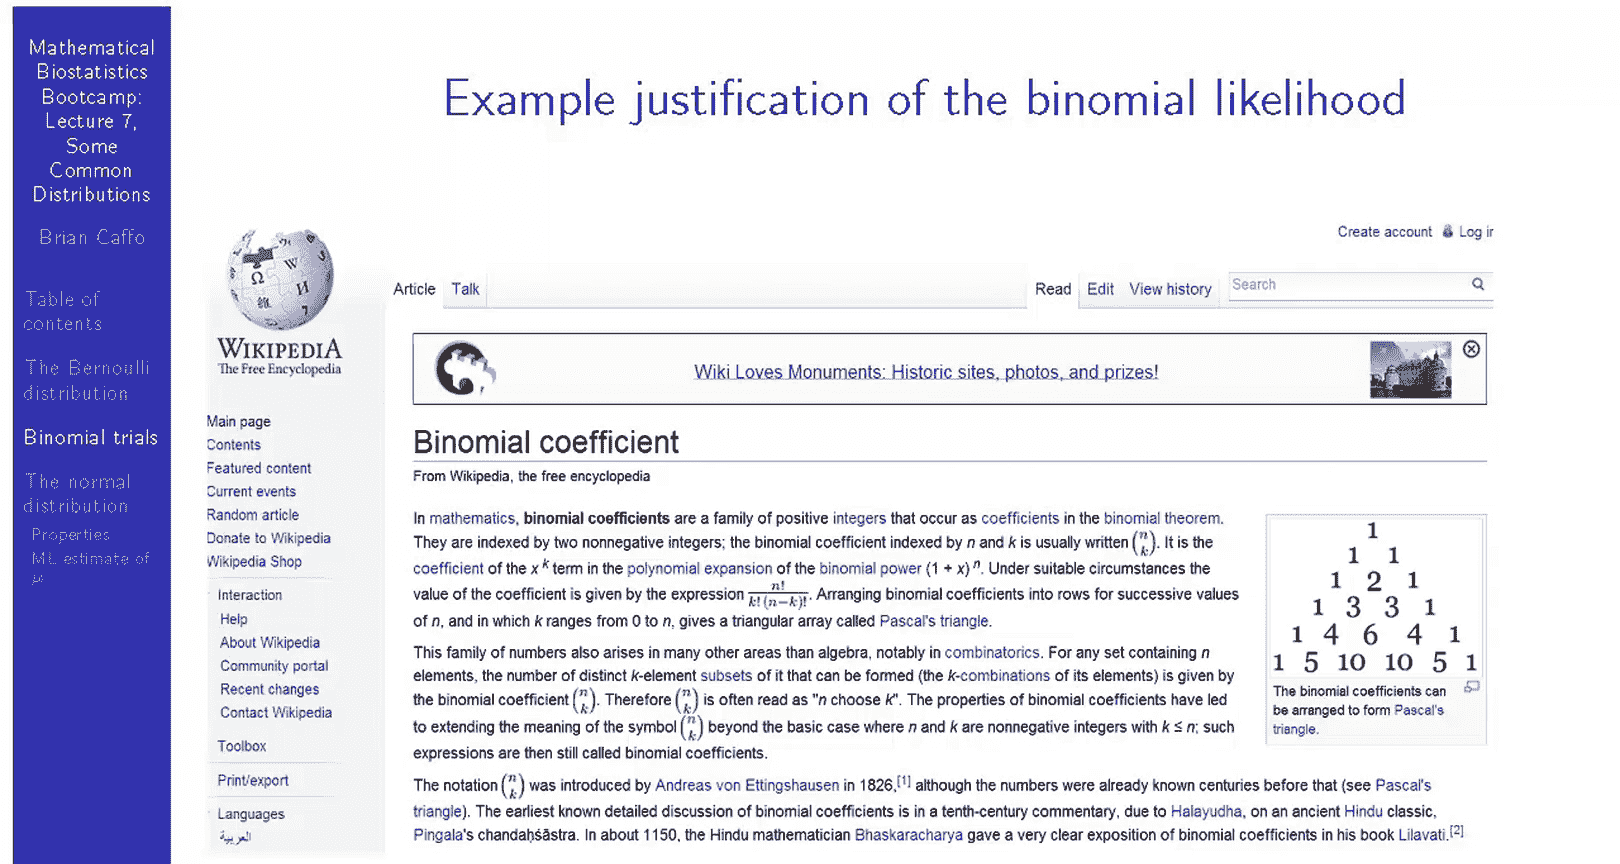 Mathematical
Biostatistics
Bootcamp:
Lecture 7,
Some
Common
Distributions
Brian Caffo
Table of
contents
The Bernoulli
distribution
Binomial trials
The normal
distribution
Properties
ML estimate of
μ
Example justification of the binomial likelihood
Create account Log in
Article Talk Read Edit View history Search
WIKIPEDIA
The Free Encyclopedia
Wiki Loves Monuments: Historic sites, photos, and prizes!
Main page
Contents
Featured content
Current events
Random article
Donate to Wikipedia
Wikipedia Shop
Interaction
Help
About Wikipedia
Community portal
Recent changes
Contact Wikipedia
Toolbox
Print/export
Languages
العربية
Binomial coefficient
From Wikipedia, the free encyclopedia
In mathematics, binomial coefficients are a family of positive integers that occur as coefficients in the binomial theorem.
They are indexed by two nonnegative integers; the binomial coefficient indexed by n and k is usually written (n k). It is the
coefficient of the x^k term in the polynomial expansion of the binomial power (1 + x)^n. Under suitable circumstances the
value of the coefficient is given by the expression n!/(k!(n−k)!). Arranging binomial coefficients into rows for successive values
of n, and in which k ranges from 0 to n, gives a triangular array called Pascal's triangle.
This family of numbers also arises in many other areas than algebra, notably in combinatorics. For any set containing n
elements, the number of distinct k-element subsets of it that can be formed (the k-combinations of its elements) is given by
the binomial coefficient (n k). Therefore (n k) is often read as "n choose k". The properties of binomial coefficients have led
to extending the meaning of the symbol (n k) beyond the basic case where n and k are nonnegative integers with k ≤ n; such
expressions are then still called binomial coefficients.
The notation (n k) was introduced by Andreas von Ettingshausen in 1826,[1] although the numbers were already known centuries before that (see Pascal's
triangle). The earliest known detailed discussion of binomial coefficients is in a tenth-century commentary, due to Halayudha, on an ancient Hindu classic,
Pingala's chandaḥśāstra. In about 1150, the Hindu mathematician Bhaskaracharya gave a very clear exposition of binomial coefficients in his book Lilavati.[2]
1
1 1
1 2 1
1 3 3 1
1 4 6 4 1
1 5 10 10 5 1
The binomial coefficients can
be arranged to form Pascal's
triangle.